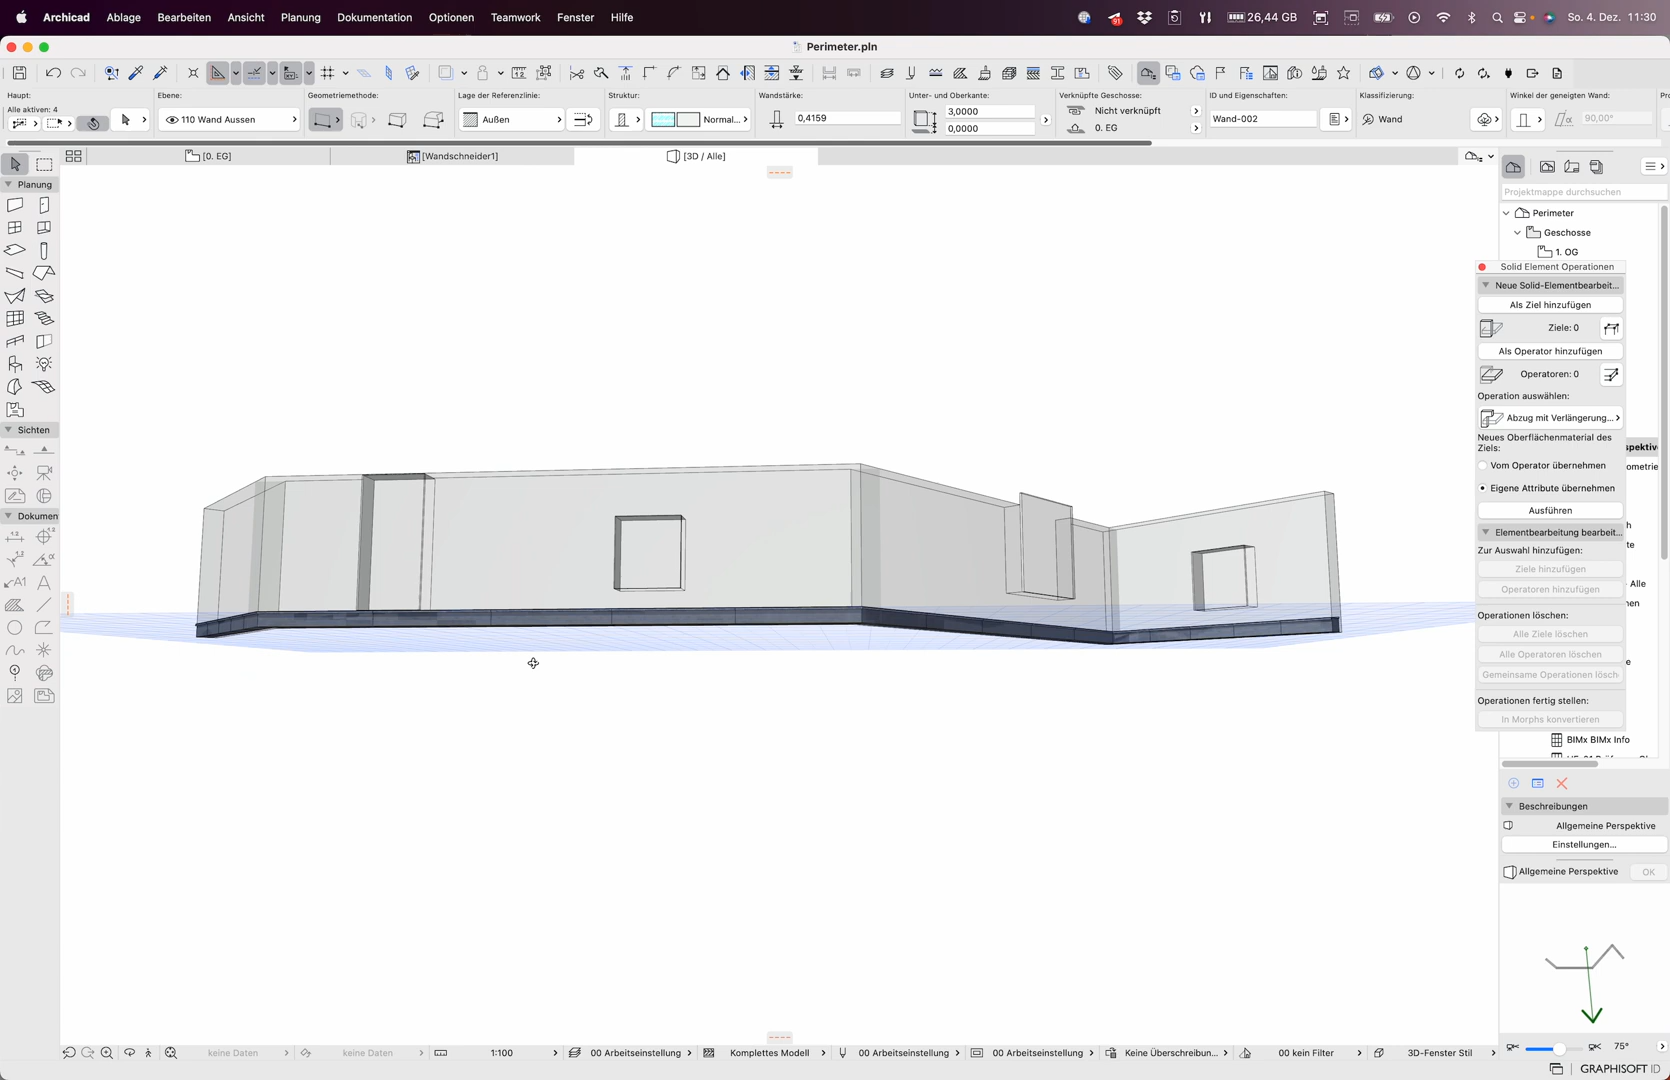 Archicad Ablage Bearbeiten Ansicht Planung Dokumentation Optionen Teamwork Fenster Hilfe 91 26,44 GB So. 4. Dez. 11:30
Perimeter.pln
Haupt:
Alle aktiven: 4
Ebene:
110 Wand Aussen
Geometriemethode:
Lage der Referenzlinie:
Außen
Struktur:
Normal...
Wandstärke:
0,4159
Unter- und Oberkante:
3,0000
0,0000
Verknüpfte Geschosse:
Nicht verknüpft
0. EG
ID und Eigenschaften:
Wand-002
Klassifizierung:
Wand
Winkel der geneigten Wand:
90,00°
[0. EG]
[Wandschneider1]
[3D / Alle]
Planung
Sichten
Dokumen
Projektmappe durchsuchen
Perimeter
Geschosse
1. OG
Solid Element Operationen
Neue Solid-Elementbearbeit...
Als Ziel hinzufügen
Ziele: 0
Als Operator hinzufügen
Operatoren: 0
Operation auswählen:
Abzug mit Verlängerung...
Neues Oberflächenmaterial des
Ziels:
Vom Operator übernehmen
Eigene Attribute übernehmen
Ausführen
Elementbearbeitung bearbeit...
Zur Auswahl hinzufügen:
Ziele hinzufügen
Operatoren hinzufügen
Operationen löschen:
Alle Ziele löschen
Alle Operatoren löschen
Gemeinsame Operationen lösch
Operationen fertig stellen:
In Morphs konvertieren
BIMx BIMx Info
Beschreibungen
Allgemeine Perspektive
Einstellungen...
Allgemeine Perspektive OK
75°
keine Daten keine Daten 1:100 00 Arbeitseinstellung Komplettes Modell 00 Arbeitseinstellung 00 Arbeitseinstellung Keine Überschreibun... 00 kein Filter 3D-Fenster Stil
GRAPHISOFT ID